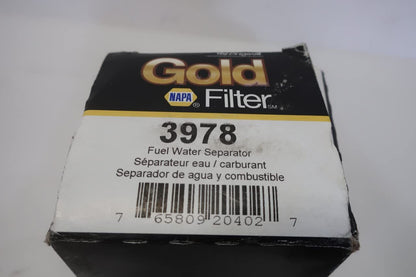 Gold
NAPA ® Filter SM
3978
Fuel Water Separator
Séparateur eau / carburant
Separador de agua y combustible
7 65809 20402 7